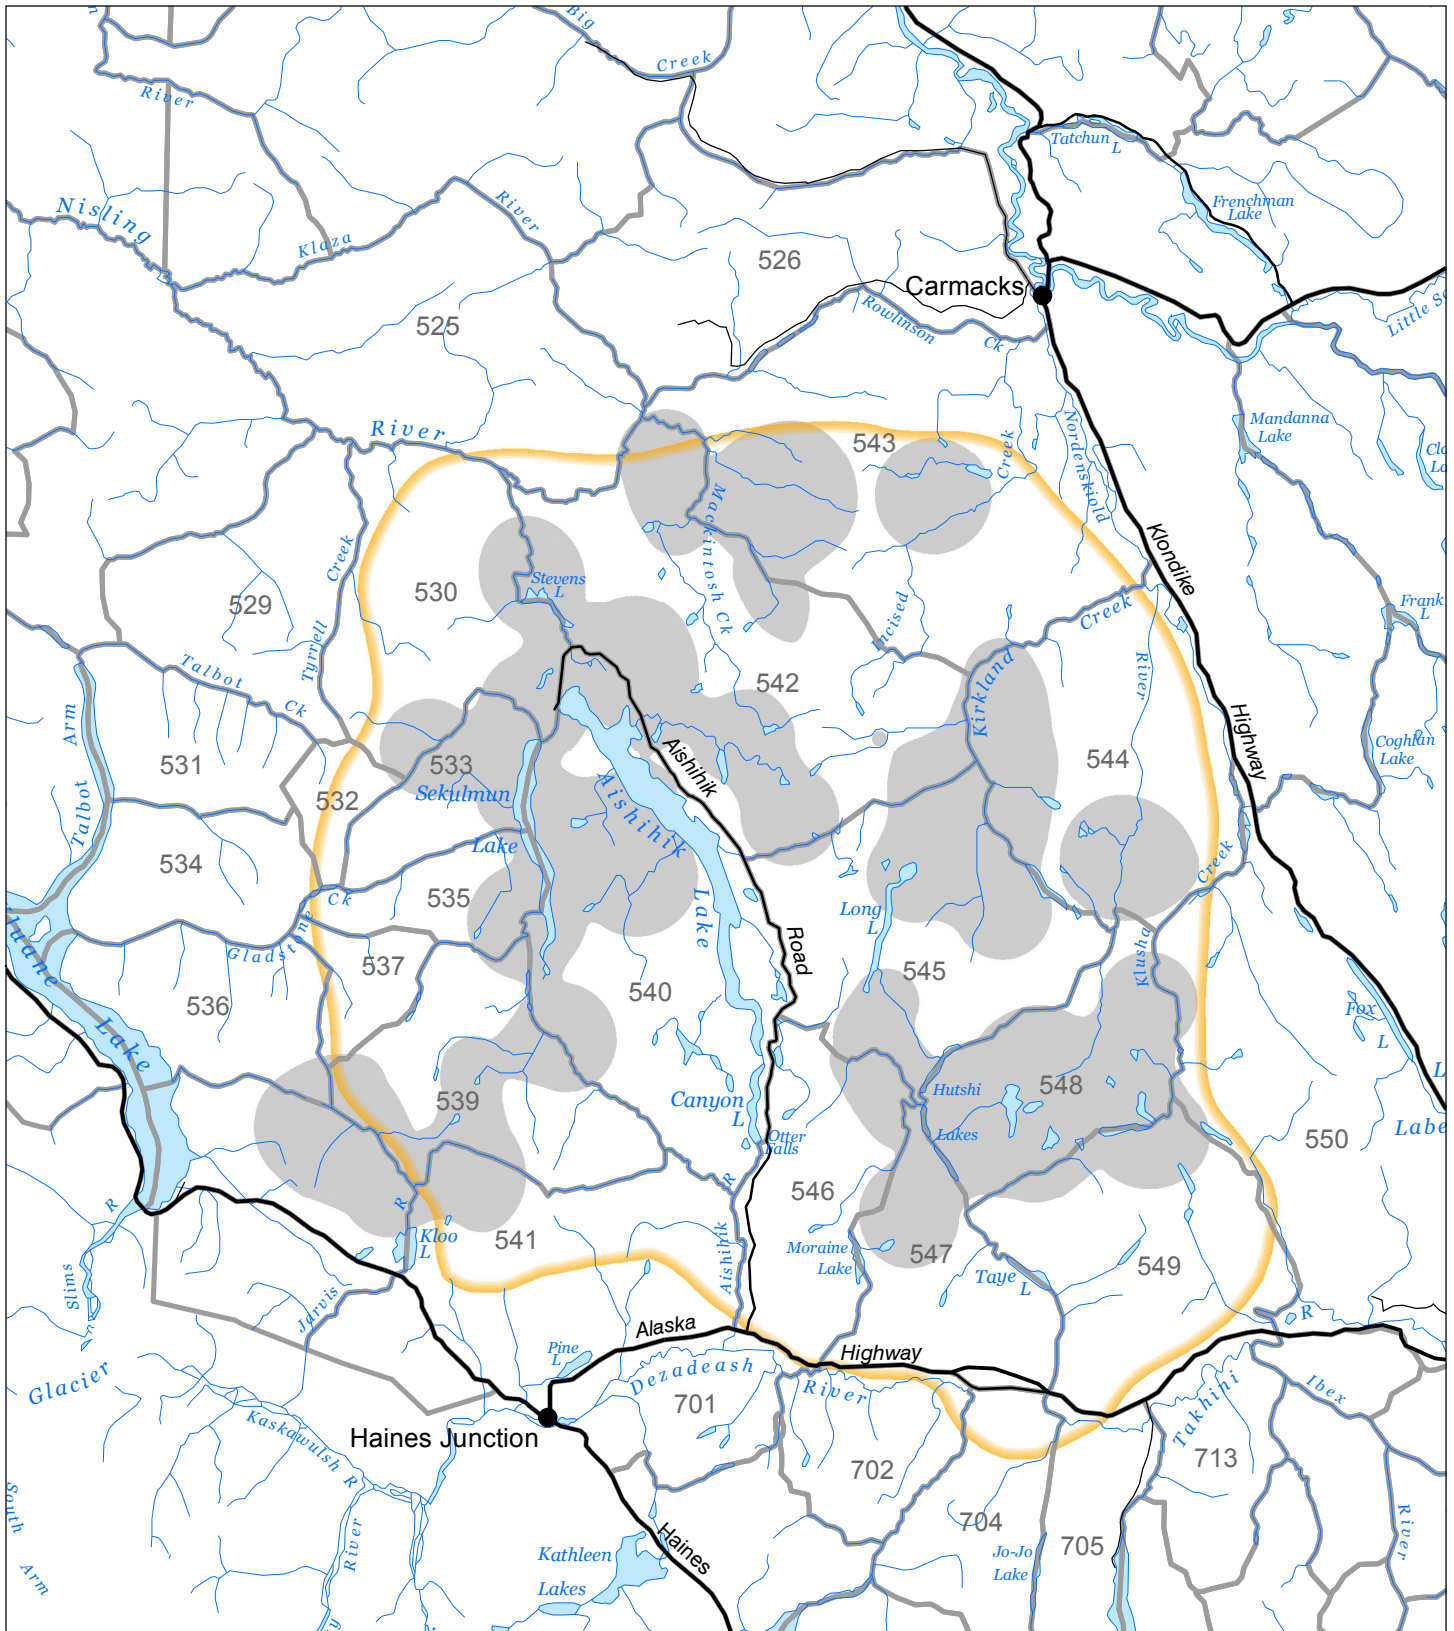 Big
Creek
River
Tatchun
L
Nisling
River
Frenchman
Lake
Klaza
526
Carmacks
525
Rowlinson
Ck
Mandanna
Lake
River
543
Creek
Nordenskiold
Mackintosh Ck
Klondike
Creek
Tyrrell
529
530
Stevens
L
Incised
Creek
Frank
L
Talbot
Ck
542
Kirkland
River
Highway
Arm
Talbot
531
533
532
Sekulmun
Lake
Aishihik
Aishihik
Lake
Road
544
Coghlan
Lake
534
535
Ck
Gladstone
Long
L
Creek
Klusha
537
536
540
545
Lake
Fox
L
539
Canyon
L
Otter
Falls
Hutshi
Lakes
548
550
R
R
R
Kloo
L
541
546
Aishihik
Moraine
Lake
547
Taye
L
549
R
Slims
Jarvis
Alaska
Highway
Pine
L
Dezadeash
River
Glacier
Kaskawulsh R
Haines Junction
701
702
Takhini
Ibex
713
River
South
Arm
River
Kathleen
Lakes
Haines
704
705
Jo-Jo
Lake